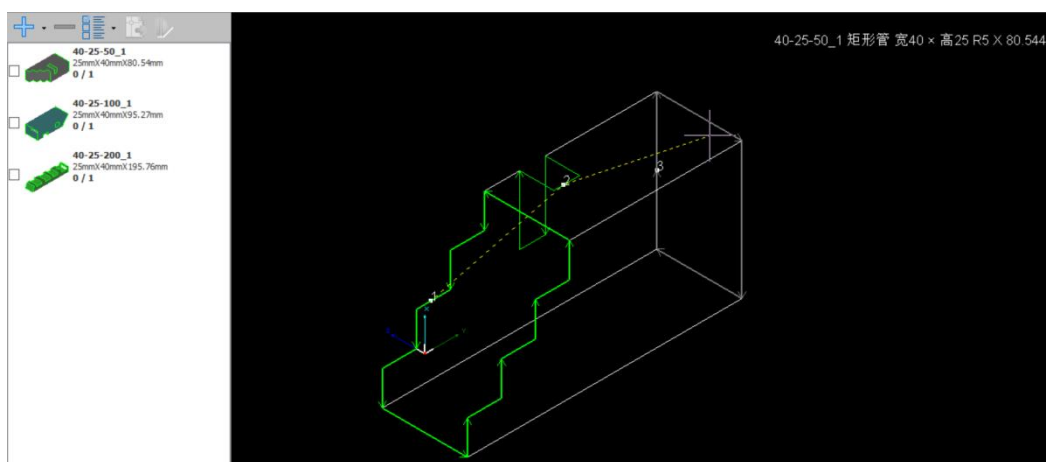 40-25-50_1
25mmX40mmX80.54mm
0 / 1
40-25-100_1
25mmX40mmX95.27mm
0 / 1
40-25-200_1
25mmX40mmX195.76mm
0 / 1
40-25-50_1 矩形管 宽40 × 高25 R5 X 80.544
1
2
3